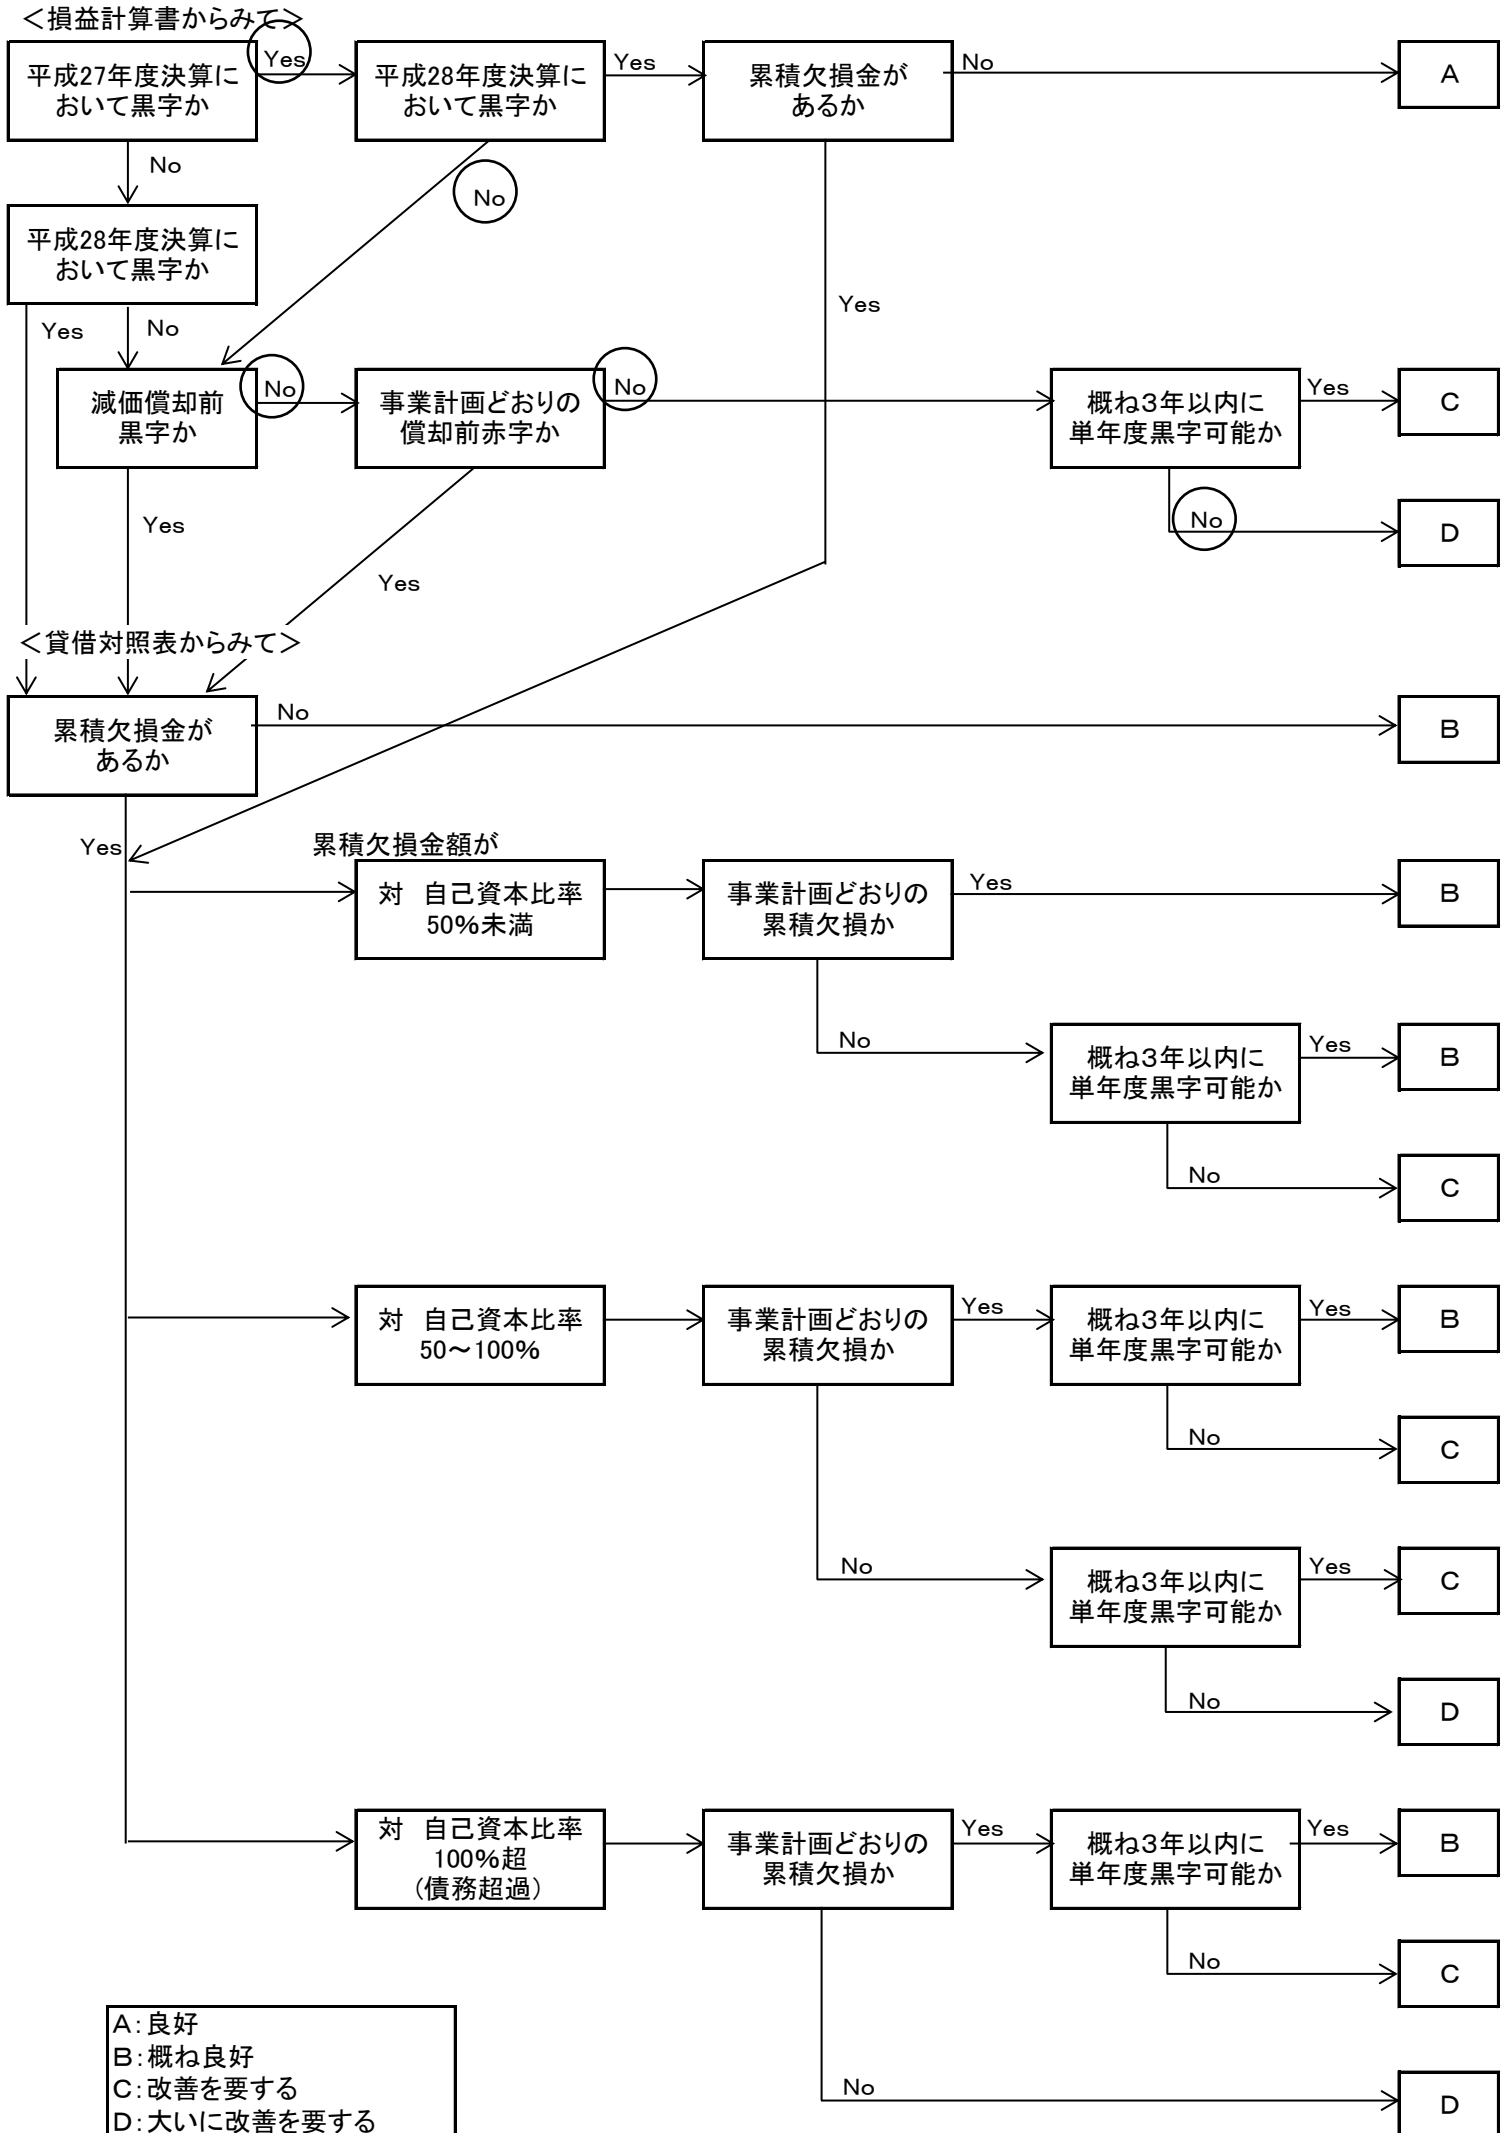 ＜損益計算書からみて＞
平成27年度決算に
おいて黒字か
Yes
平成28年度決算に
おいて黒字か
Yes
累積欠損金が
あるか
No
A
No
No
平成28年度決算に
おいて黒字か
Yes
Yes
No
減価償却前
黒字か
No
事業計画どおりの
償却前赤字か
No
概ね３年以内に
単年度黒字可能か
Yes
C
Yes
No
D
Yes
＜貸借対照表からみて＞
累積欠損金が
あるか
No
B
Yes
累積欠損金額が
対　自己資本比率
50％未満
事業計画どおりの
累積欠損か
Yes
B
No
概ね3年以内に
単年度黒字可能か
Yes
B
No
C
対　自己資本比率
50～100％
事業計画どおりの
累積欠損か
Yes
概ね3年以内に
単年度黒字可能か
Yes
B
No
C
No
概ね３年以内に
単年度黒字可能か
Yes
C
No
D
対　自己資本比率
100％超
（債務超過）
事業計画どおりの
累積欠損か
Yes
概ね3年以内に
単年度黒字可能か
Yes
B
No
C
No
D
A：良好
B：概ね良好
C：改善を要する
D：大いに改善を要する